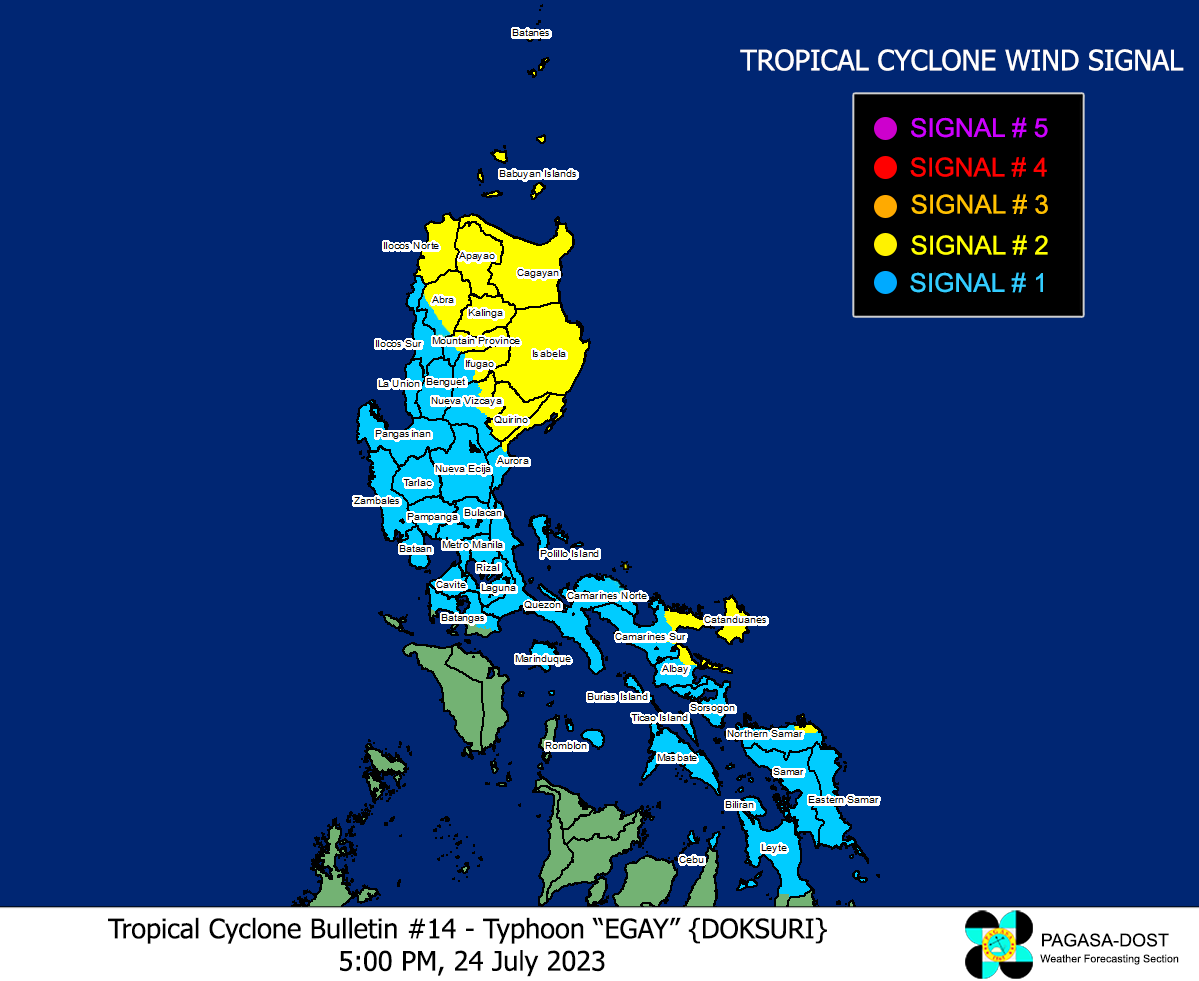 Batanes
TROPICAL CYCLONE WIND SIGNAL
SIGNAL # 5
SIGNAL # 4
SIGNAL # 3
SIGNAL # 2
SIGNAL # 1
Babuyan Islands
Ilocos Norte
Apayao
Cagayan
Abra
Kalinga
Ilocos Sur
Mountain Province
Isabela
Ifugao
La Union
Benguet
Nueva Vizcaya
Quirino
Pangasinan
Aurora
Nueva Ecija
Tarlac
Zambales
Pampanga
Bulacan
Bataan
Metro Manila
Polillo Island
Rizal
Cavite
Laguna
Camarines Norte
Quezon
Batangas
Catanduanes
Camarines Sur
Marinduque
Albay
Burias Island
Sorsogon
Ticao Island
Northern Samar
Romblon
Masbate
Samar
Eastern Samar
Biliran
Leyte
Cebu
Tropical Cyclone Bulletin #14 - Typhoon “EGAY” {DOKSURI}
5:00 PM, 24 July 2023
PAGASA-DOST
Weather Forecasting Section